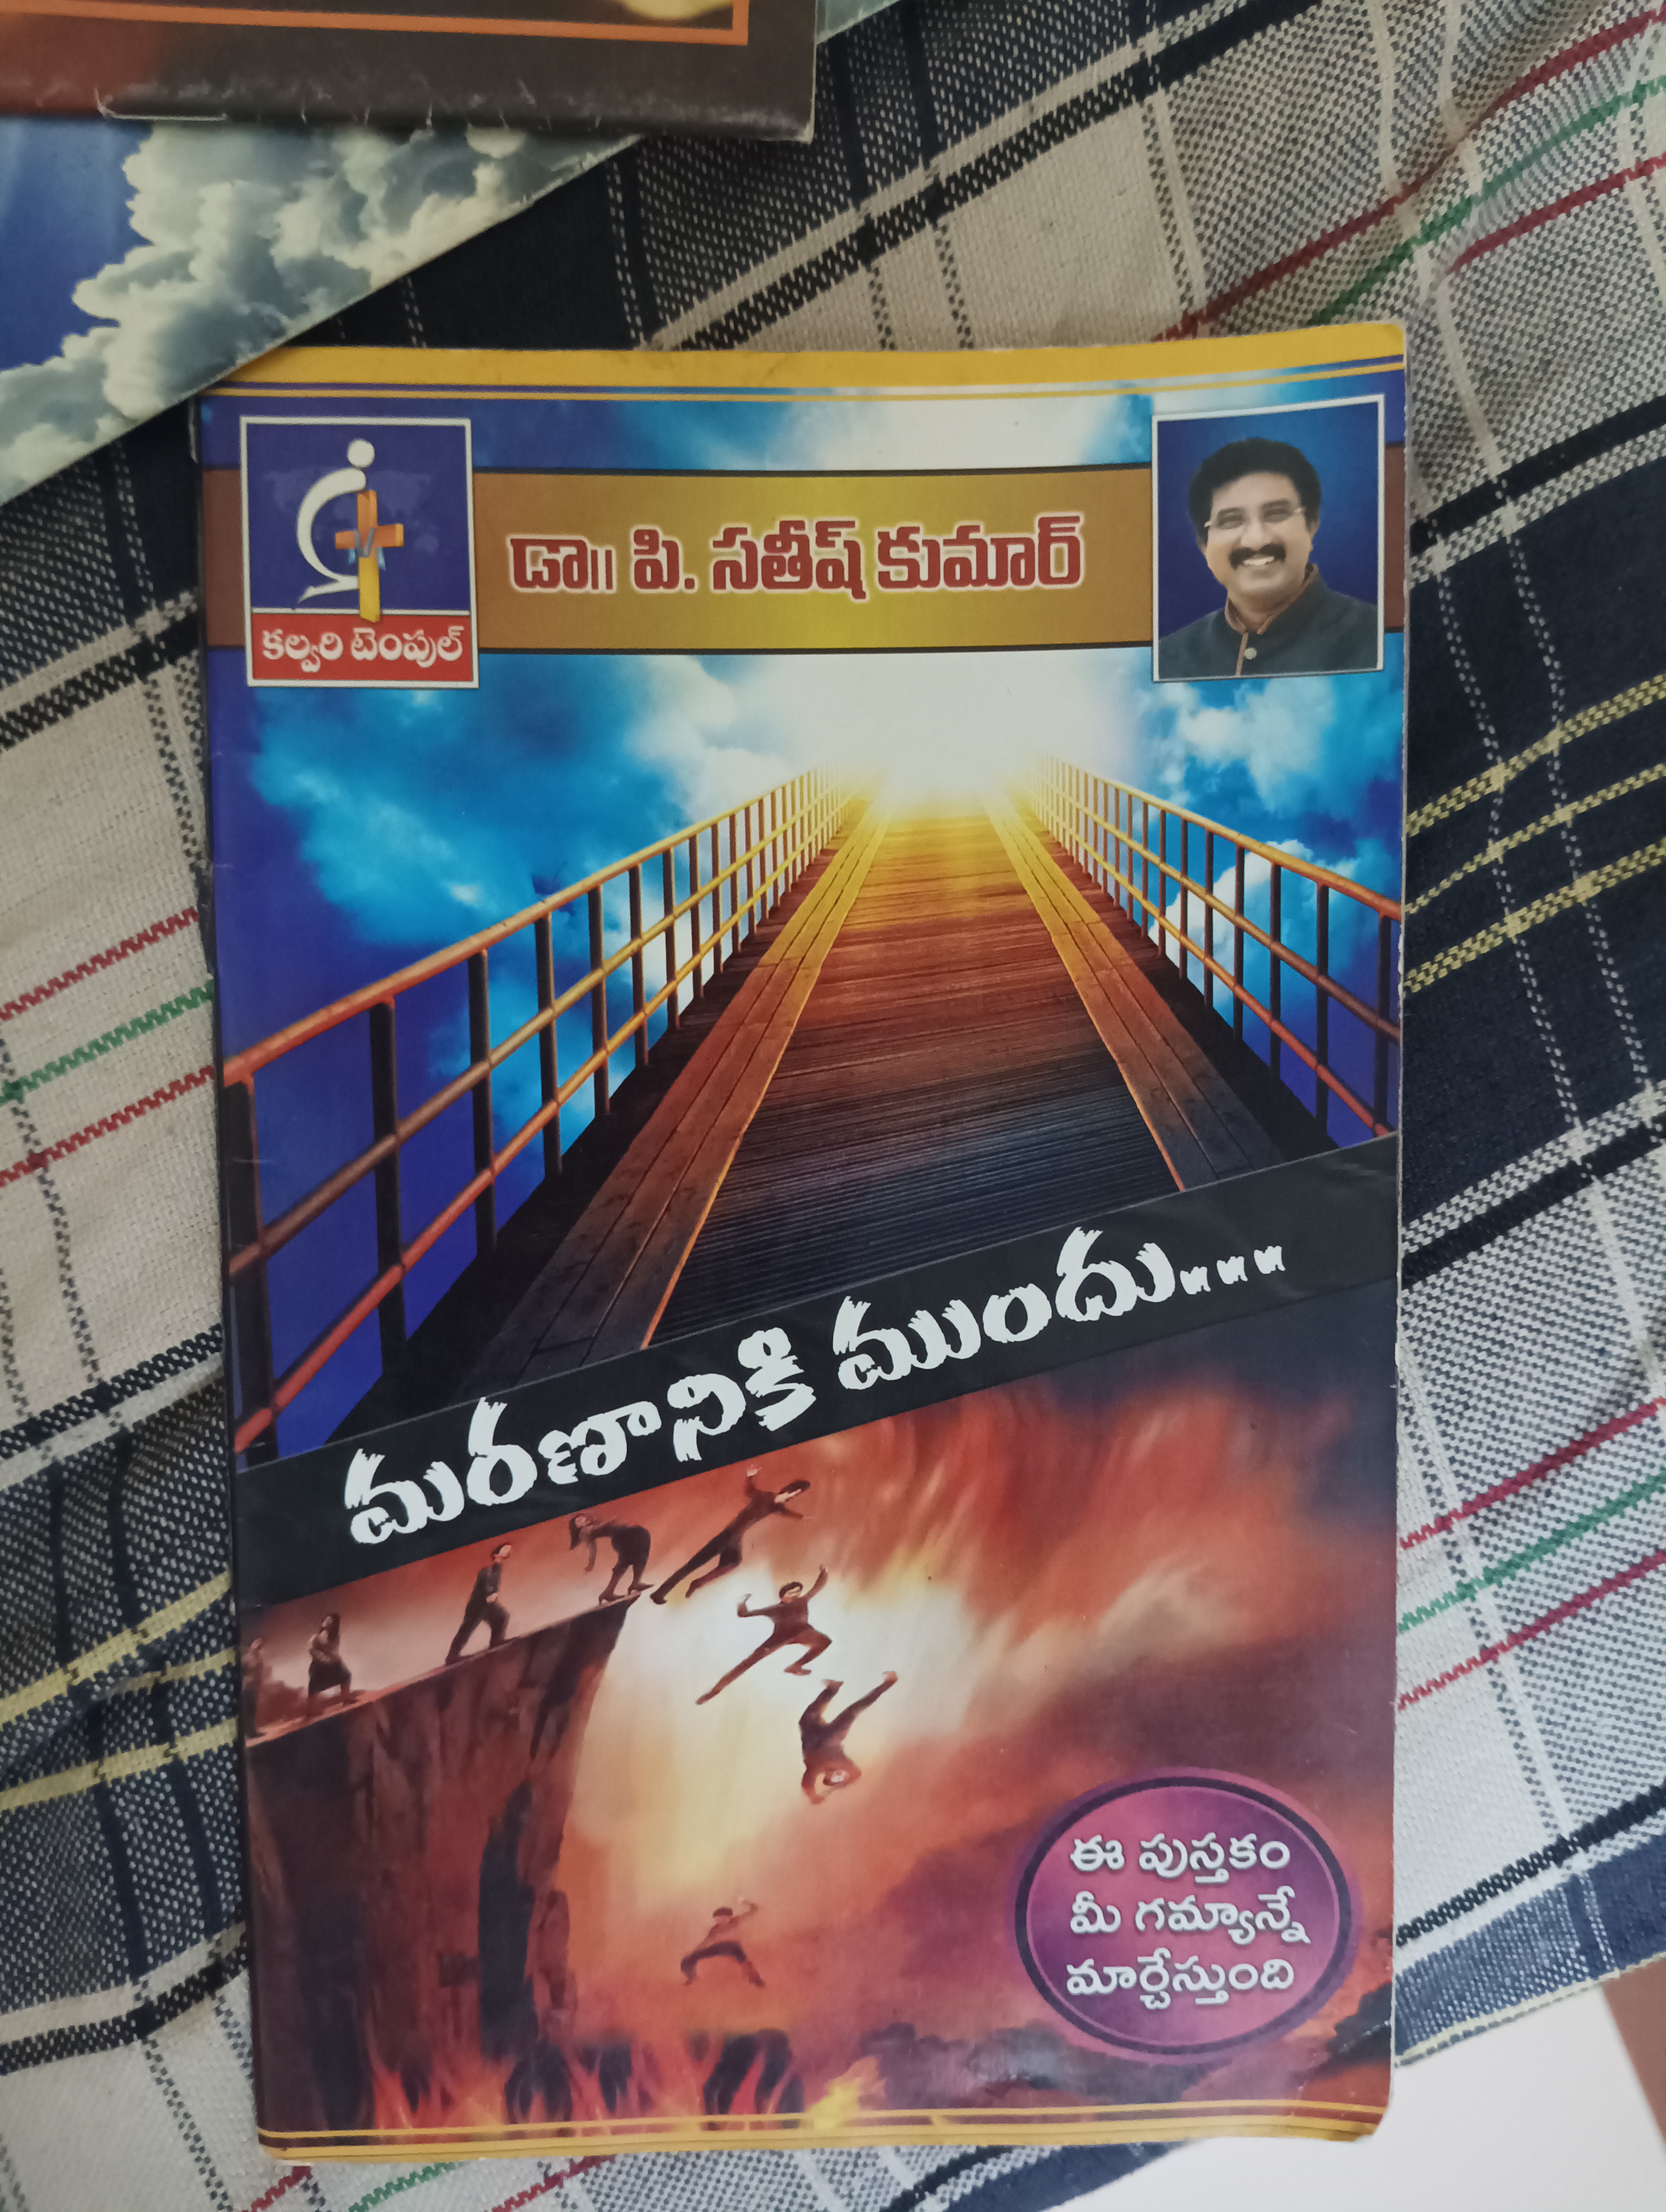 డా॥ పి. సతీష్ కుమార్
కల్వరి టెంపుల్
మరణానికి ముందు...
ఈ పుస్తకం
మీ గమ్యాన్నే
మార్చేస్తుంది